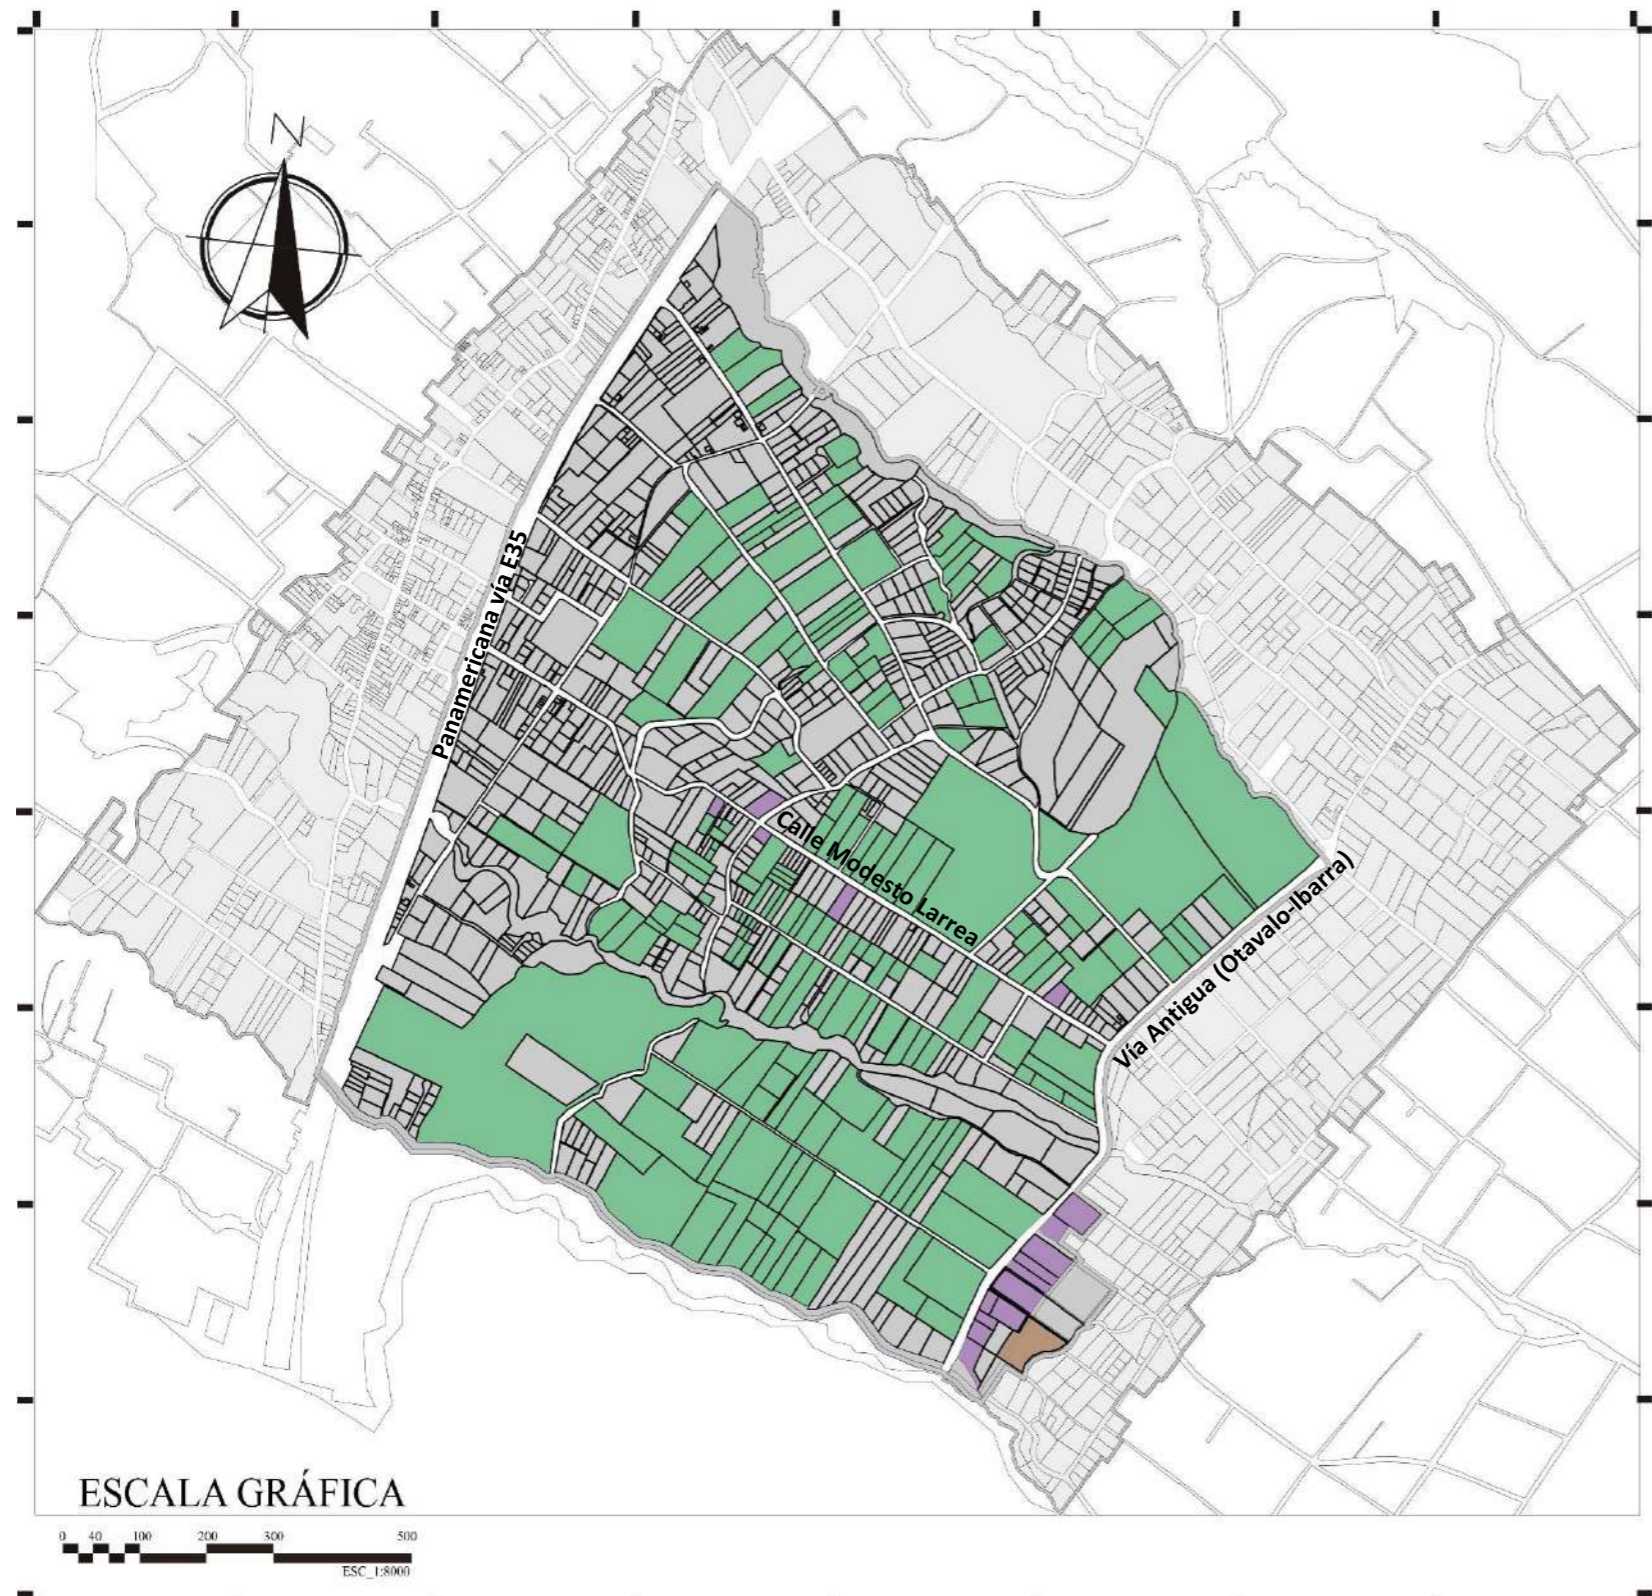 N
Panamericana vía E35
Calle Modesto Larrea
Vía Antigua (Otavalo-Ibarra)
ESCALA GRÁFICA
0 40 100 200 300 500
ESC_1:8000